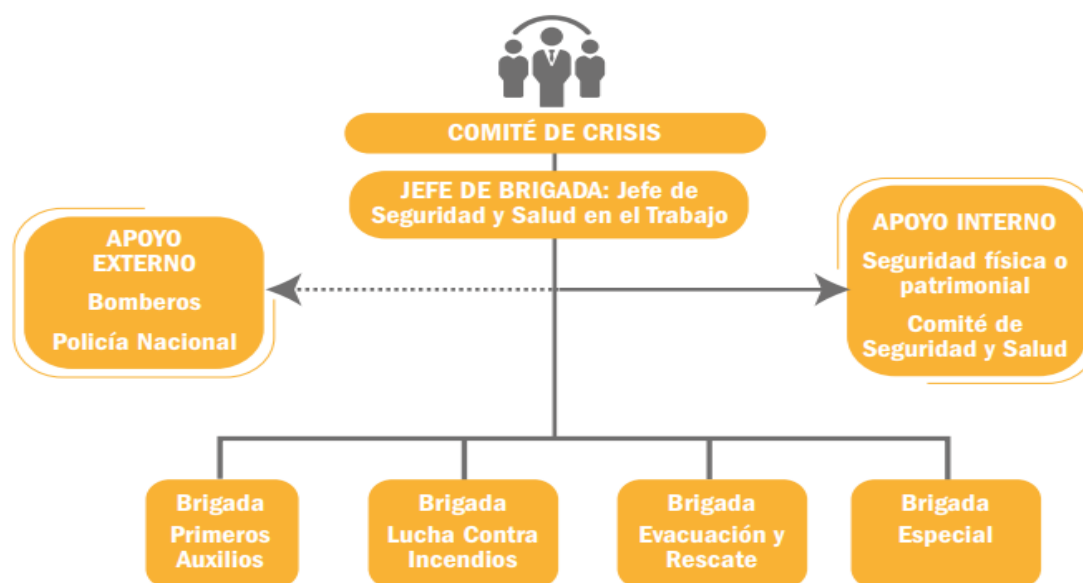 COMITÉ DE CRISIS
JEFE DE BRIGADA: Jefe de
Seguridad y Salud en el Trabajo
APOYO
EXTERNO
Bomberos
Policía Nacional
APOYO INTERNO
Seguridad física o
patrimonial
Comité de
Seguridad y Salud
Brigada
Primeros
Auxilios
Brigada
Lucha Contra
Incendios
Brigada
Evacuación y
Rescate
Brigada
Especial